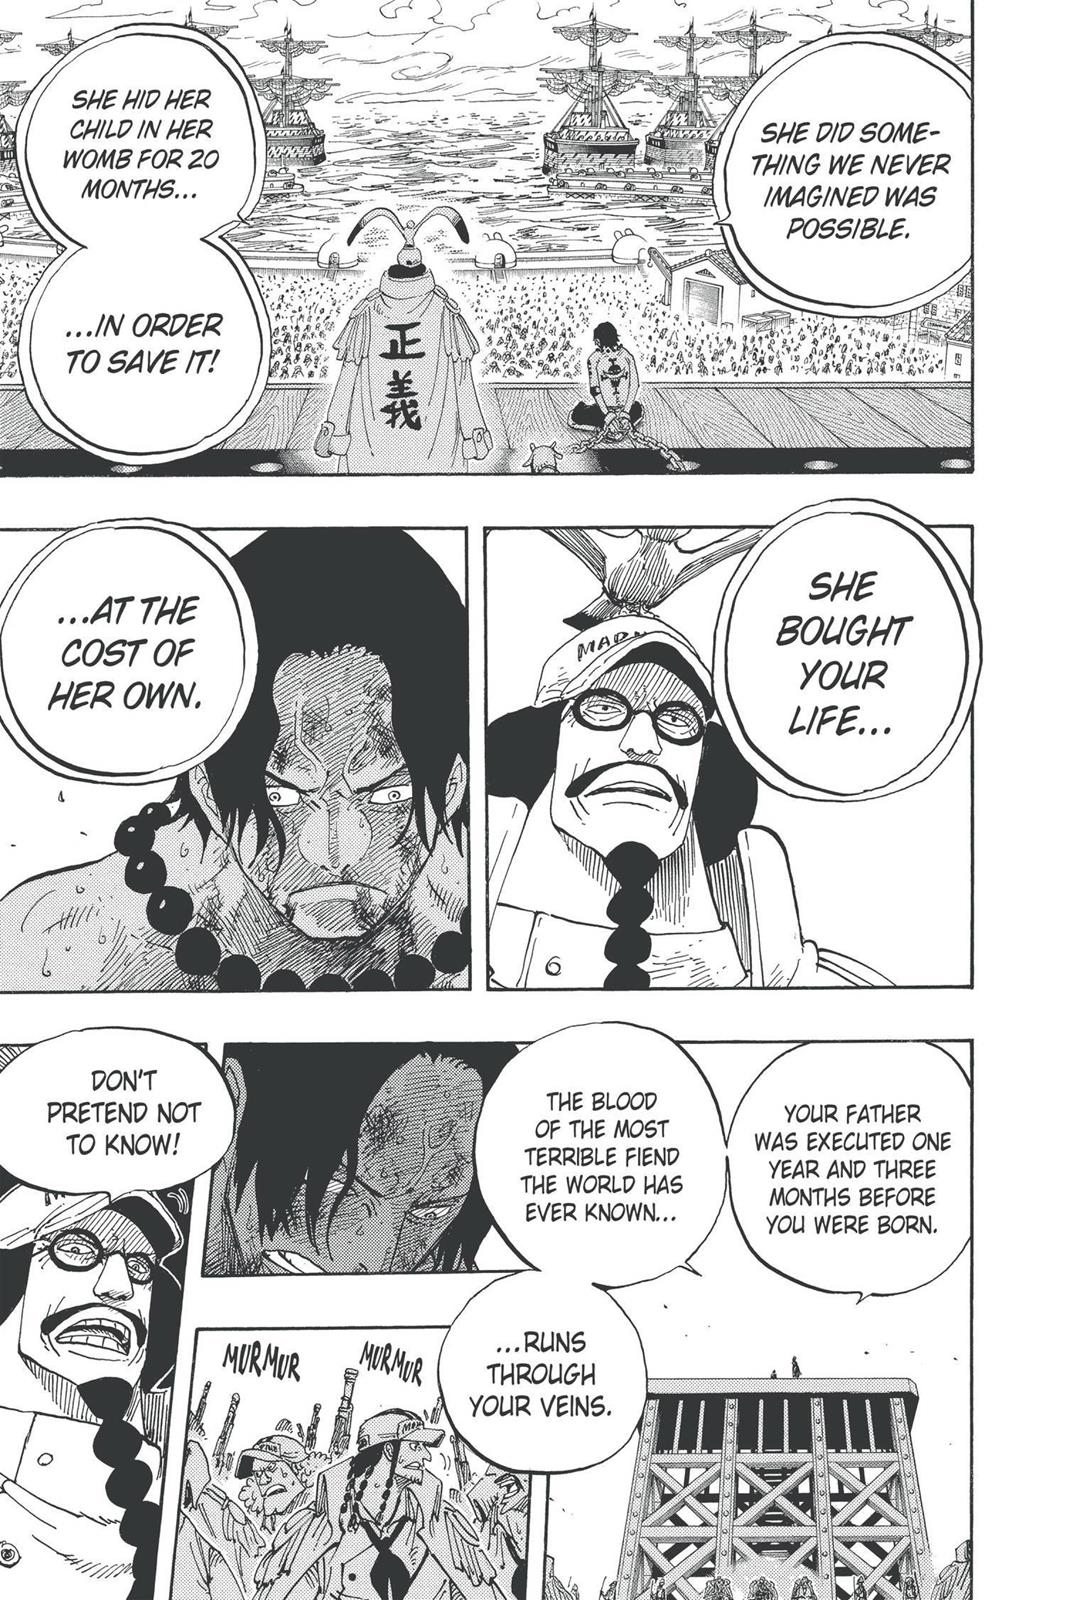 SHE DID SOME-
THING WE NEVER
IMAGINED WAS
POSSIBLE.
SHE HID HER
CHILD IN HER
WOMB FOR 20
MONTHS...
...IN ORDER
TO SAVE IT!
正
義
SHE
BOUGHT
YOUR
LIFE...
...AT THE
COST OF
HER OWN.
YOUR FATHER
WAS EXECUTED ONE
YEAR AND THREE
MONTHS BEFORE
YOU WERE BORN.
THE BLOOD
OF THE MOST
TERRIBLE FIEND
THE WORLD HAS
EVER KNOWN...
...RUNS
THROUGH
YOUR VEINS.
MURMUR
MURMUR
DON'T
PRETEND NOT
TO KNOW!